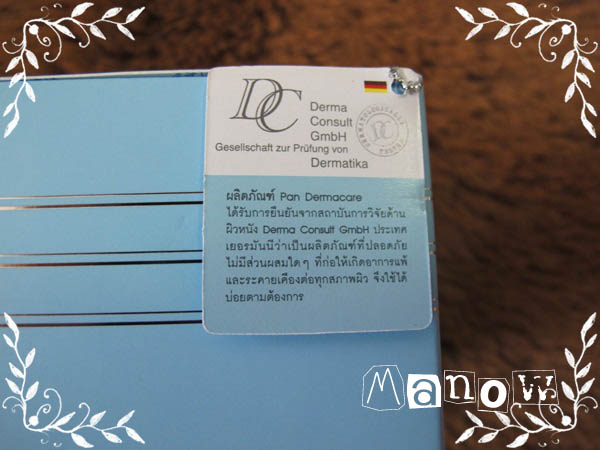 DC
Derma
Consult
GmbH
Gesellschaft zur Prüfung von
Dermatika
DC
ผลิตภัณฑ์ Pan Dermacare
ได้รับการยืนยันจากสถาบันการวิจัยด้าน
ผิวหนัง Derma Consult GmbH ประเทศ
เยอรมันนีว่าเป็นผลิตภัณฑ์ที่ปลอดภัย
ไม่มีส่วนผสมใดๆ ที่ก่อให้เกิดอาการแพ้
และระคายเคืองต่อทุกสภาพผิว จึงใช้ได้
บ่อยตามต้องการ
Manow